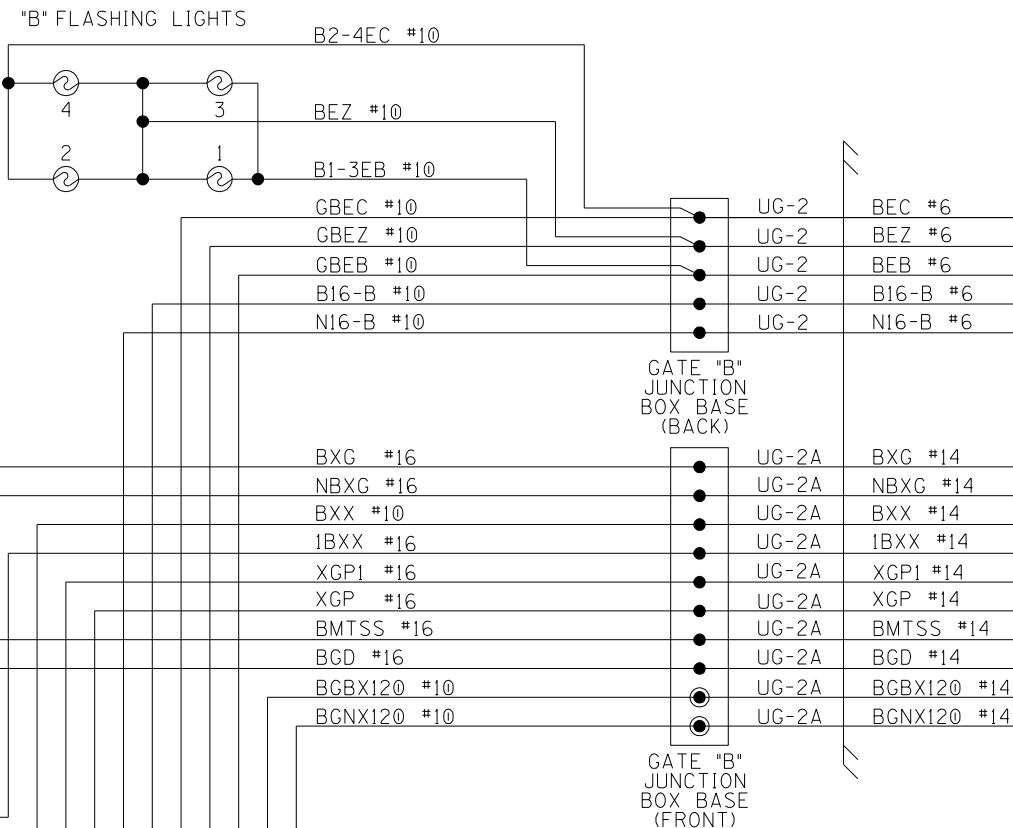 "B" FLASHING LIGHTS
B2-4EC #10
4
3
BEZ #10
2
1
B1-3EB #10
GBEC #10 UG-2 BEC #6
GBEZ #10 UG-2 BEZ #6
GBEB #10 UG-2 BEB #6
B16-B #10 UG-2 B16-B #6
N16-B #10 UG-2 N16-B #6
GATE "B"
JUNCTION
BOX BASE
(BACK)
BXG #16 UG-2A BXG #14
NBXG #16 UG-2A NBXG #14
BXX #10 UG-2A BXX #14
1BXX #16 UG-2A 1BXX #14
XGP1 #16 UG-2A XGP1 #14
XGP #16 UG-2A XGP #14
BMTSS #16 UG-2A BMTSS #14
BGD #16 UG-2A BGD #14
BGBX120 #10 UG-2A BGBX120 #14
BGNX120 #10 UG-2A BGNX120 #14
GATE "B"
JUNCTION
BOX BASE
(FRONT)